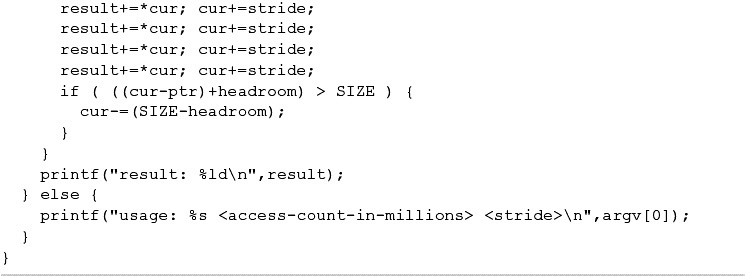 result+=*cur; cur+=stride;
result+=*cur; cur+=stride;
result+=*cur; cur+=stride;
result+=*cur; cur+=stride;
if ( ((cur-ptr)+headroom) > SIZE ) {
cur-=(SIZE-headroom);
}
}
printf("result: %ld\n",result);
} else {
printf("usage: %s <access-count-in-millions> <stride>\n",argv[0]);
}
}